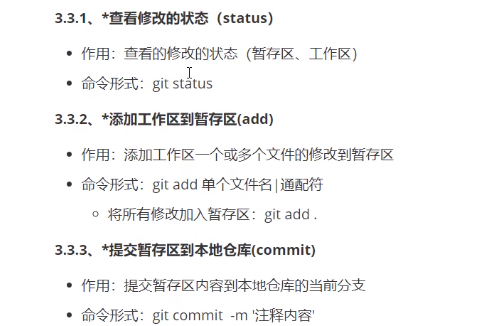 3.3.1、*查看修改的状态（status）
作用：查看的修改的状态（暂存区、工作区）
命令形式：git status
3.3.2、*添加工作区到暂存区(add)
作用：添加工作区一个或多个文件的修改到暂存区
命令形式：git add 单个文件名|通配符
将所有修改加入暂存区：git add .
3.3.3、*提交暂存区到本地仓库(commit)
作用：提交暂存区内容到本地仓库的当前分支
命令形式：git commit -m '注释内容'